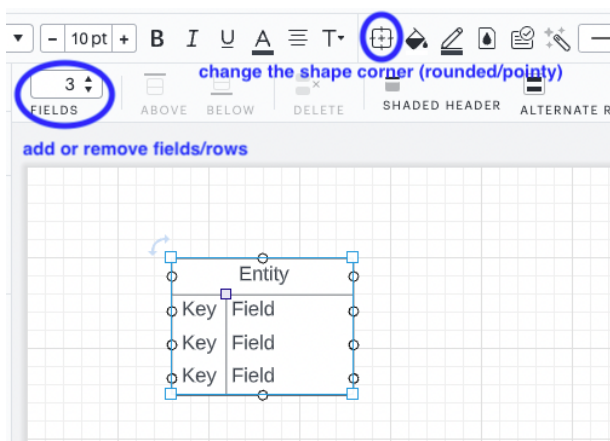 - 10 pt + B I U A T
change the shape corner (rounded/pointy)
3
FIELDS ABOVE BELOW DELETE SHADED HEADER ALTERNATE R
add or remove fields/rows
Entity
Key Field
Key Field
Key Field